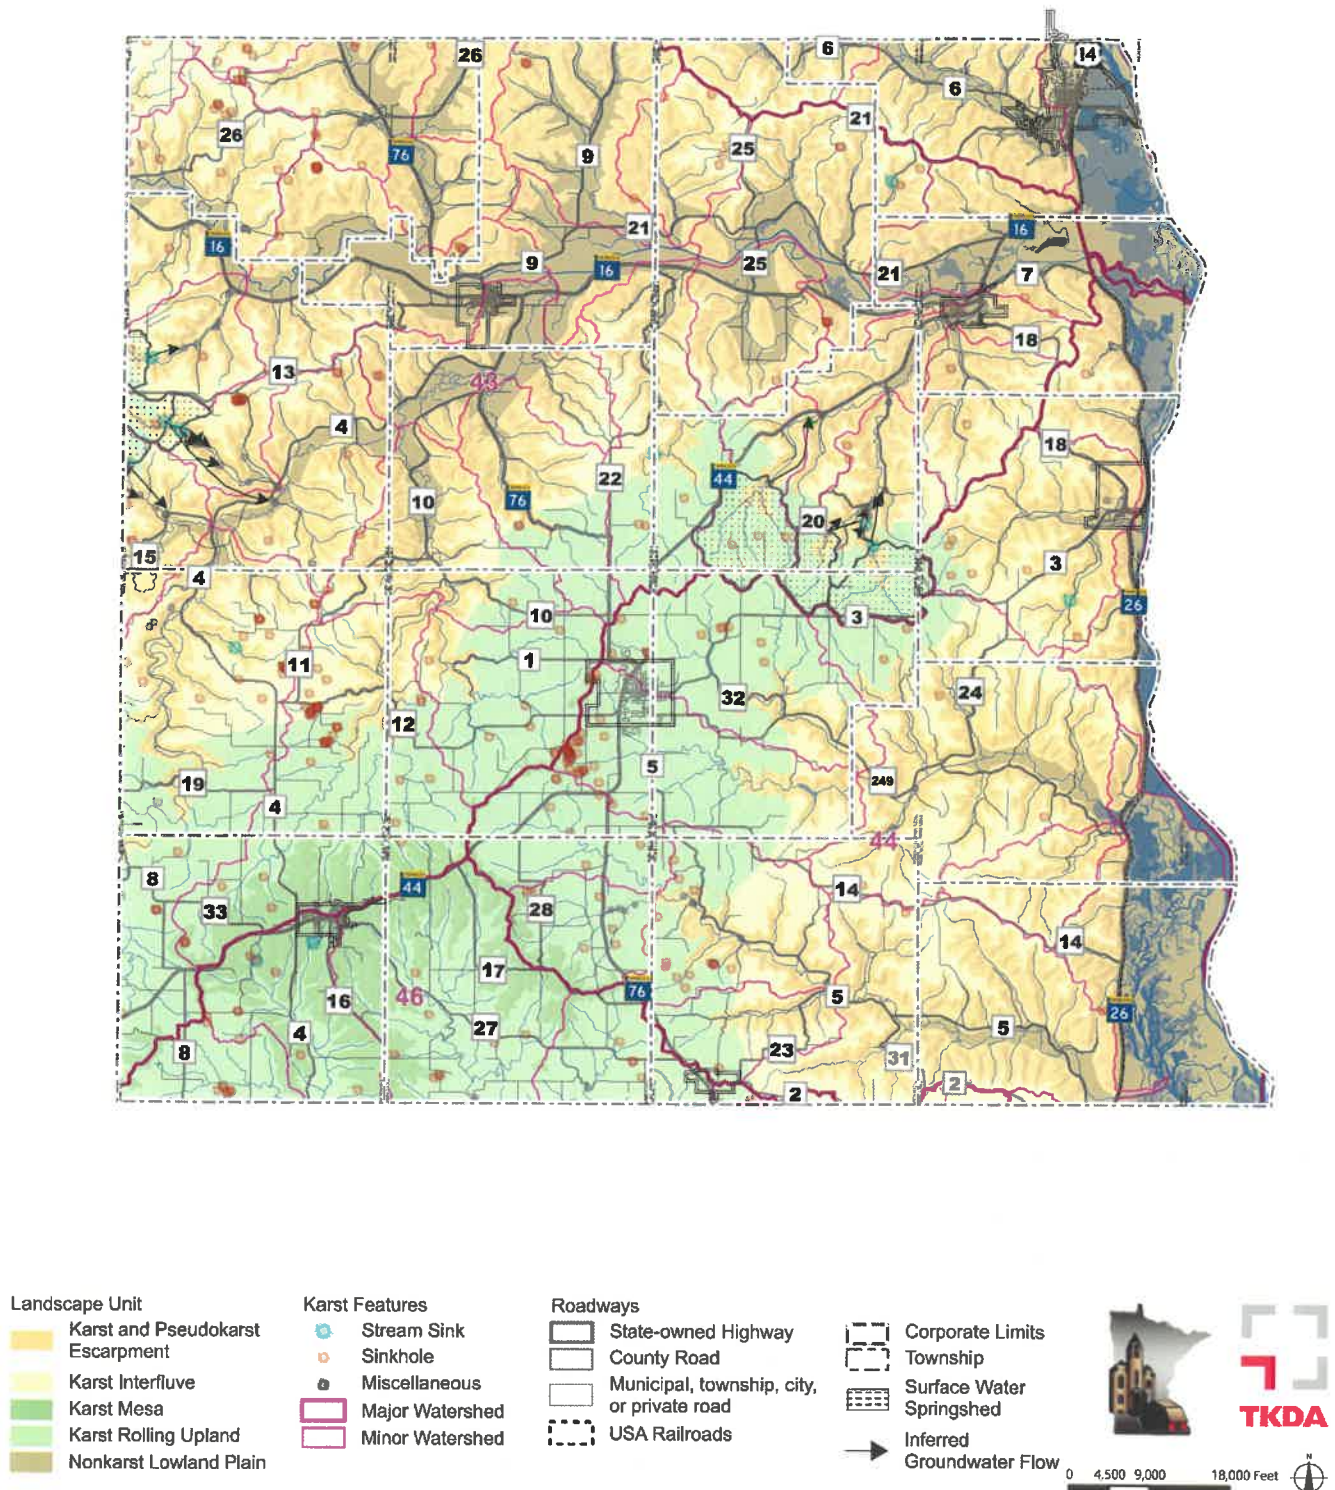 26
6
14
6
26
76
9
25
21
16
21
16
9
16
25
21
7
18
13
43
4
18
22
44
10
76
20
15
4
3
26
10
3
1
11
32
24
12
5
249
19
4
44
8
44
14
33
28
14
17
76
16
46
5
26
4
27
5
8
23
31
2
2
Landscape Unit
Karst and Pseudokarst
Escarpment
Karst Interfluve
Karst Mesa
Karst Rolling Upland
Nonkarst Lowland Plain
Karst Features
Stream Sink
Sinkhole
Miscellaneous
Major Watershed
Minor Watershed
Roadways
State-owned Highway
County Road
Municipal, township, city,
or private road
USA Railroads
Corporate Limits
Township
Surface Water
Springshed
Inferred
Groundwater Flow
TKDA
N
0 4,500 9,000 18,000 Feet